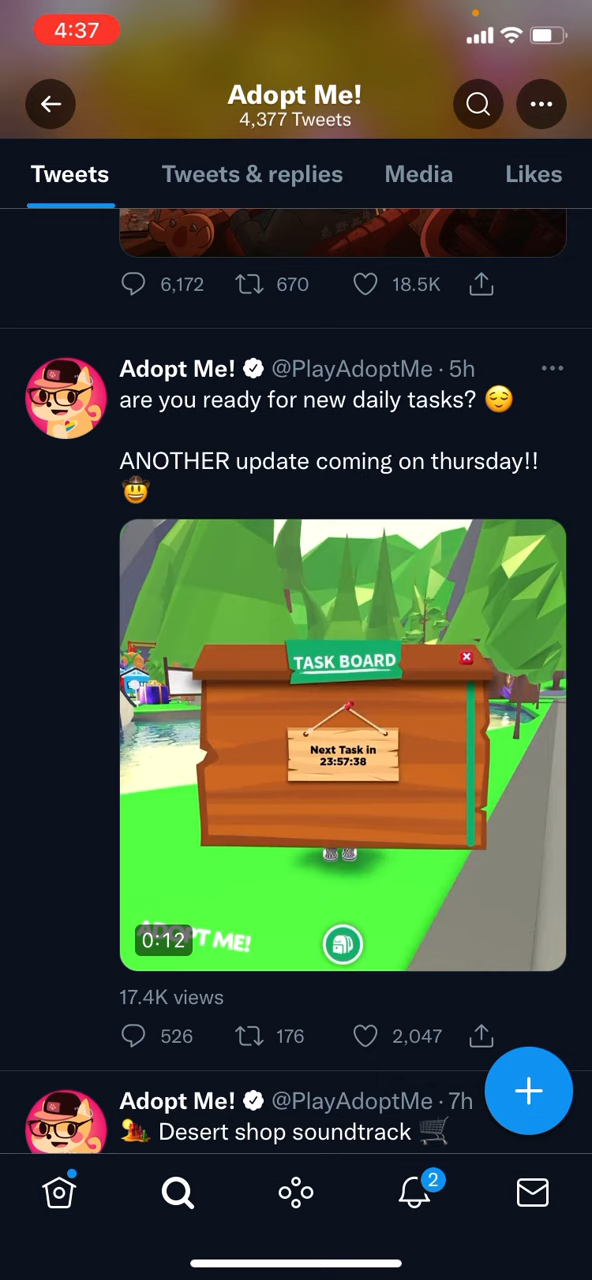 4:37
Adopt Me!
4,377 Tweets
Tweets Tweets & replies Media Likes
6,172 670 18.5K
Adopt Me! @PlayAdoptMe · 5h
are you ready for new daily tasks? 😌
ANOTHER update coming on thursday!!
🤠
TASK BOARD
Next Task in
23:57:38
ADOPT ME!
0:12
17.4K views
526 176 2,047
Adopt Me! @PlayAdoptMe · 7h
Desert shop soundtrack 🛒
2